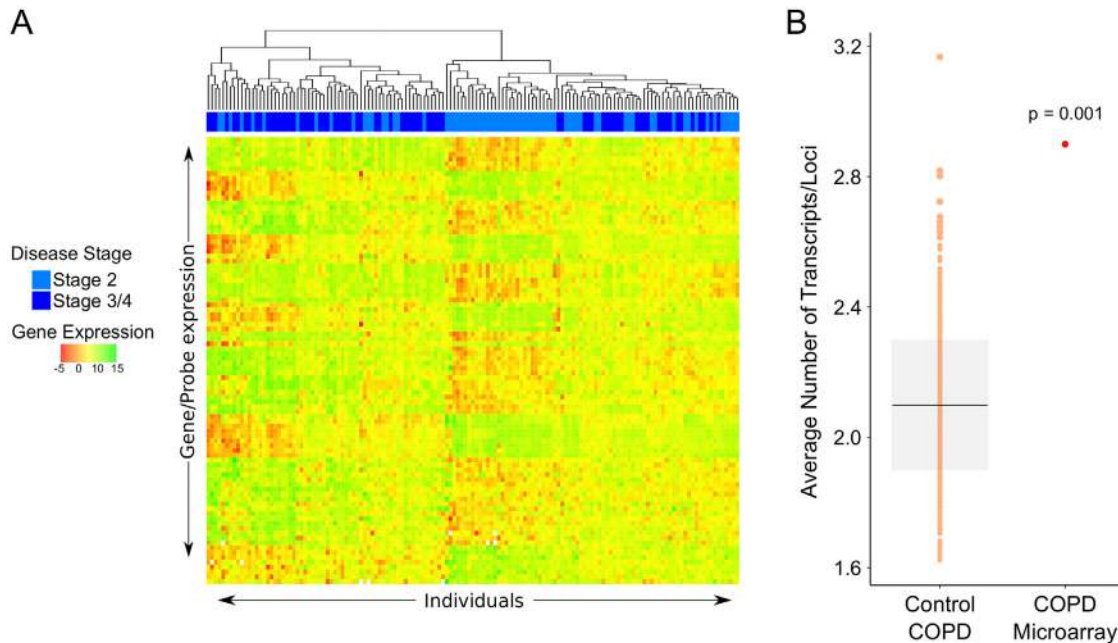 A
Disease Stage
Stage 2
Stage 3/4
Gene Expression
-5 0 10 15
Gene/Probe expression
Individuals
B
Average Number of Transcripts/Loci
3.2
2.8
2.4
2.0
1.6
p = 0.001
Control
COPD
COPD
Microarray